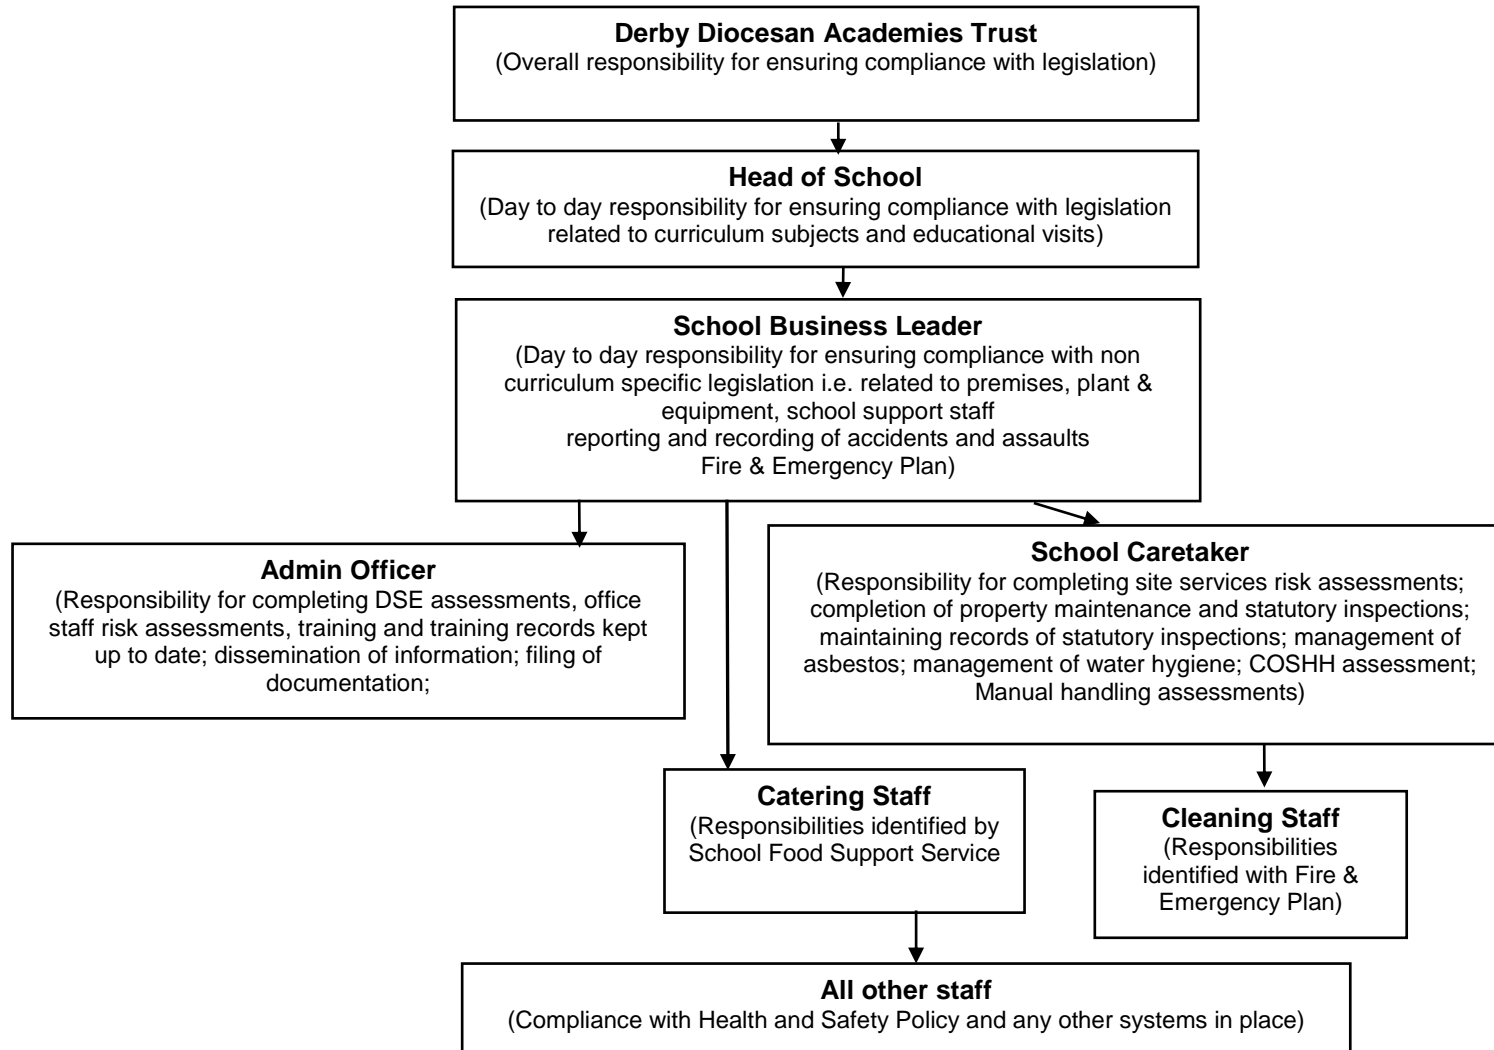 Derby Diocesan Academies Trust
(Overall responsibility for ensuring compliance with legislation)
Head of School
(Day to day responsibility for ensuring compliance with legislation
related to curriculum subjects and educational visits)
School Business Leader
(Day to day responsibility for ensuring compliance with non
curriculum specific legislation i.e. related to premises, plant &
equipment, school support staff
reporting and recording of accidents and assaults
Fire & Emergency Plan)
Admin Officer
(Responsibility for completing DSE assessments, office
staff risk assessments, training and training records kept
up to date; dissemination of information; filing of
documentation;
School Caretaker
(Responsibility for completing site services risk assessments;
completion of property maintenance and statutory inspections;
maintaining records of statutory inspections; management of
asbestos; management of water hygiene; COSHH assessment;
Manual handling assessments)
Catering Staff
(Responsibilities identified by
School Food Support Service
Cleaning Staff
(Responsibilities
identified with Fire &
Emergency Plan)
All other staff
(Compliance with Health and Safety Policy and any other systems in place)